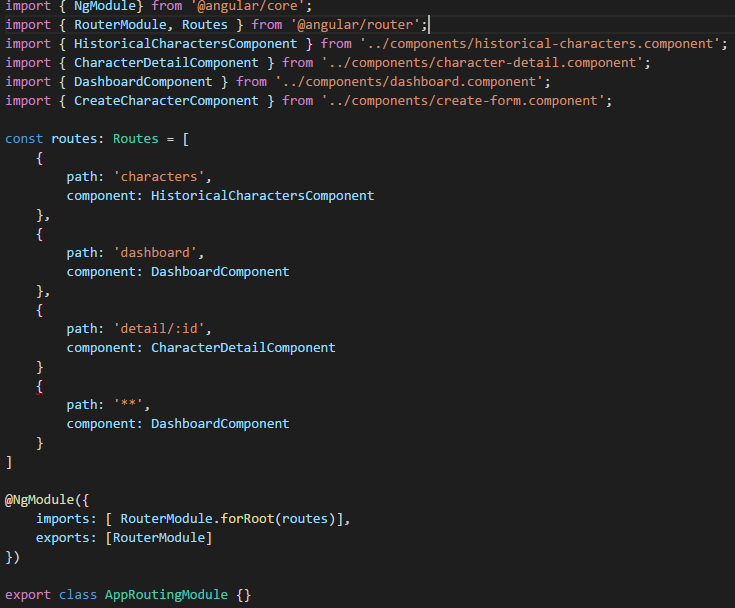 import { NgModule} from '@angular/core';
import { RouterModule, Routes } from '@angular/router';
import { HistoricalCharactersComponent } from '../components/historical-characters.component';
import { CharacterDetailComponent } from '../components/character-detail.component';
import { DashboardComponent } from '../components/dashboard.component';
import { CreateCharacterComponent } from '../components/create-form.component';

const routes: Routes = [
    {
        path: 'characters',
        component: HistoricalCharactersComponent
    },
    {
        path: 'dashboard',
        component: DashboardComponent
    },
    {
        path: 'detail/:id',
        component: CharacterDetailComponent
    }
    {
        path: '**',
        component: DashboardComponent
    }
]

@NgModule({
    imports: [ RouterModule.forRoot(routes)],
    exports: [RouterModule]
})

export class AppRoutingModule {}